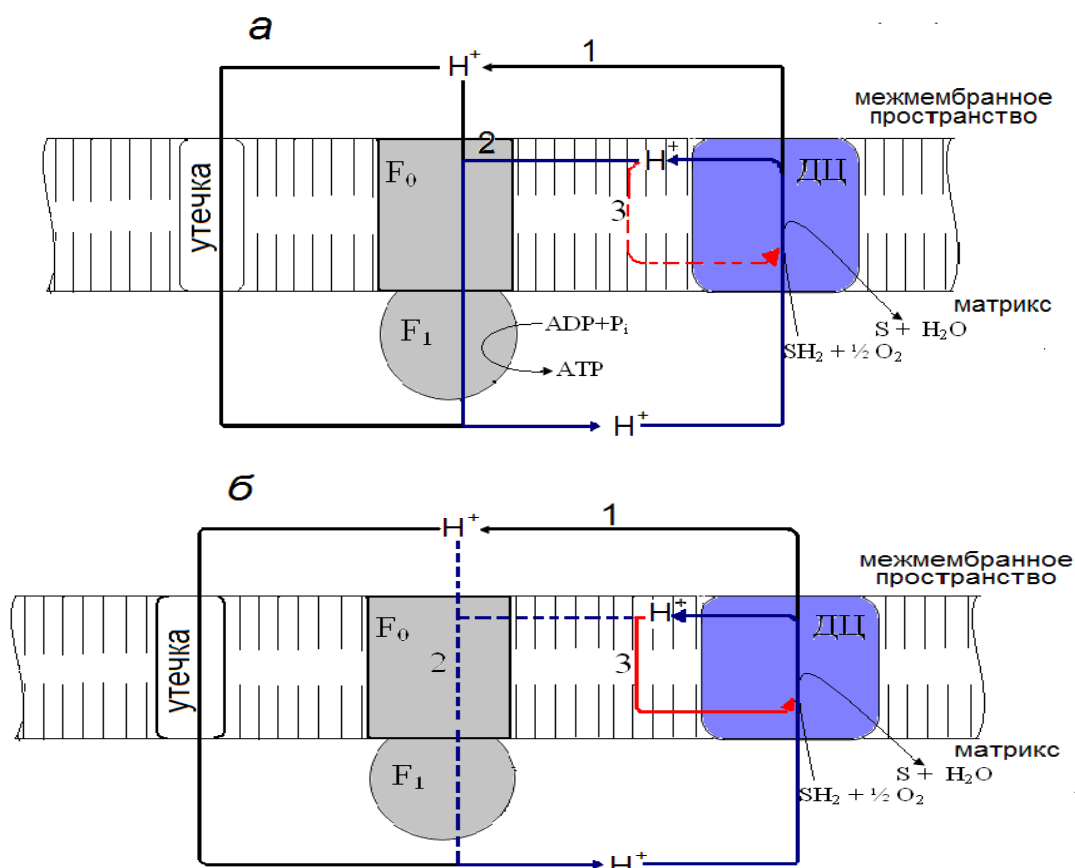 а
1
H⁺
межмембранное
пространство
2
H⁺
F₀
ДЦ
утечка
3
матрикс
F₁
ADP+Pᵢ
S + H₂O
SH₂ + ½ O₂
ATP
H⁺
б
1
H⁺
межмембранное
пространство
H⁺
F₀
ДЦ
2
3
утечка
матрикс
F₁
S + H₂O
SH₂ + ½ O₂
H⁺